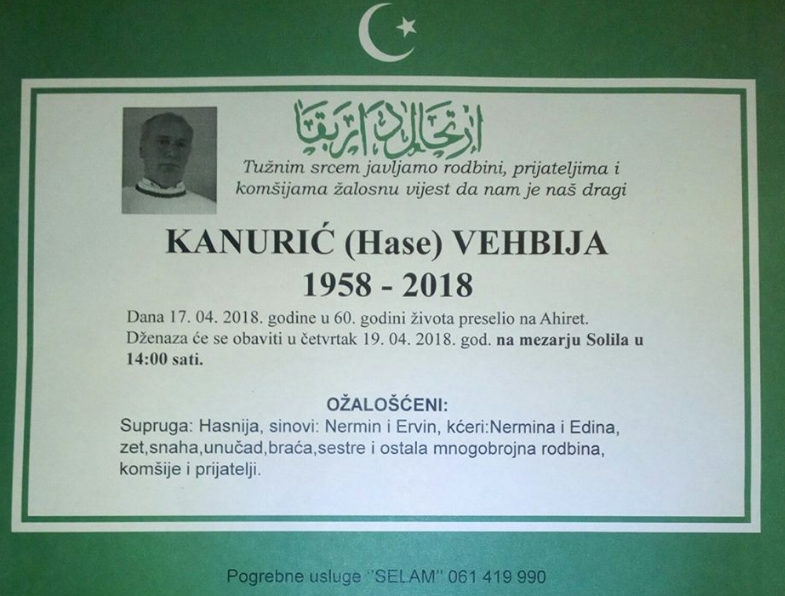 ارتحال دار بقا
Tužnim srcem javljamo rodbini, prijateljima i
komšijama žalosnu vijest da nam je naš dragi
KANURIĆ (Hase) VEHBIJA
1958 - 2018
Dana 17. 04. 2018. godine u 60. godini života preselio na Ahiret.
Dženaza će se obaviti u četvrtak 19. 04. 2018. god. na mezarju Solila u
14:00 sati.
OŽALOŠĆENI:
Supruga: Hasnija, sinovi: Nermin i Ervin, kćeri:Nermina i Edina,
zet,snaha,unučad,braća,sestre i ostala mnogobrojna rodbina,
komšije i prijatelji.
Pogrebne usluge ‘’SELAM’’ 061 419 990